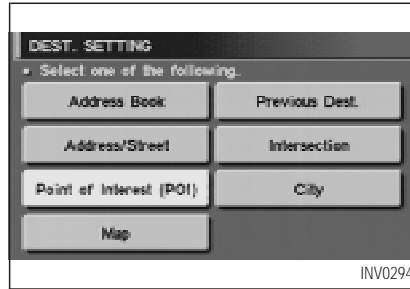 DEST. SETTING
Select one of the following.
Address Book Previous Dest.
Address/Street Intersection
Point of Interest (POI) City
Map
INV0294